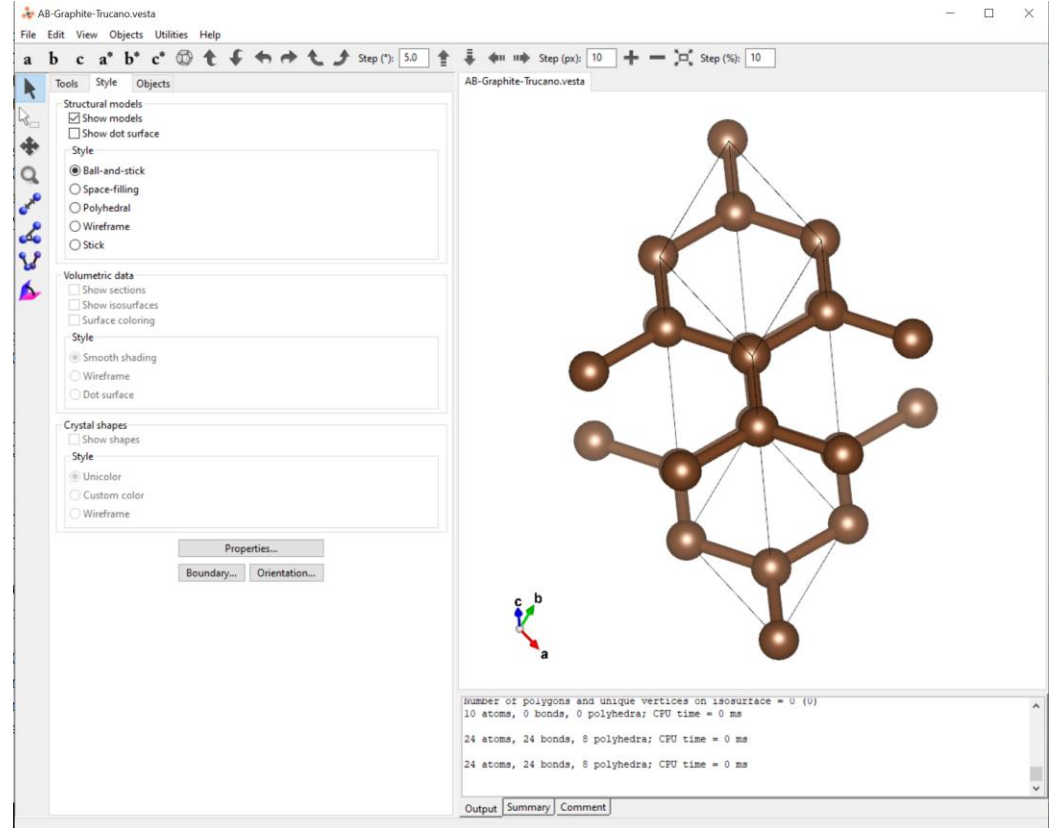 AB-Graphite-Trucano.vesta
File Edit View Objects Utilities Help
a b c a* b* c* Step (°): 5.0 Step (px): 10 Step (%): 10
Tools Style Objects
Structural models
Show models
Show dot surface
Style
Ball-and-stick
Space-filling
Polyhedral
Wireframe
Stick
Volumetric data
Show sections
Show isosurfaces
Surface coloring
Style
Smooth shading
Wireframe
Dot surface
Crystal shapes
Show shapes
Style
Unicolor
Custom color
Wireframe
Properties...
Boundary... Orientation...
AB-Graphite-Trucano.vesta
c b
a
Number of polygons and unique vertices on isosurface = 0 (0)
10 atoms, 0 bonds, 0 polyhedra; CPU time = 0 ms
24 atoms, 24 bonds, 8 polyhedra; CPU time = 0 ms
24 atoms, 24 bonds, 8 polyhedra; CPU time = 0 ms
Output Summary Comment